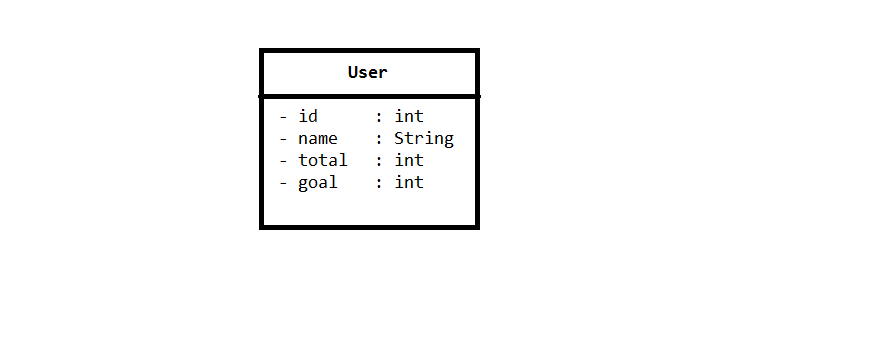 User
- id : int
- name : String
- total : int
- goal : int